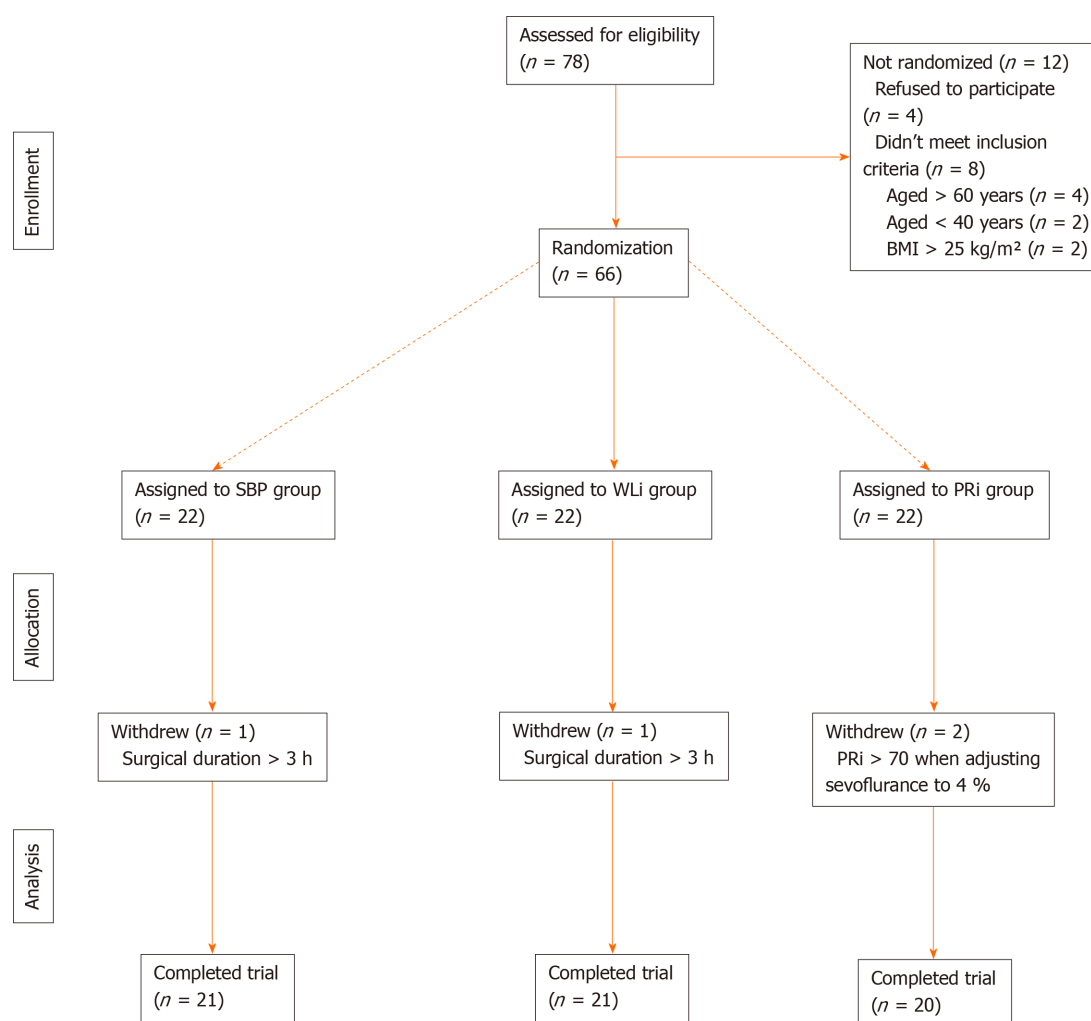 Assessed for eligibility
(n = 78)
Not randomized (n = 12)
Refused to participate
(n = 4)
Didn't meet inclusion
criteria (n = 8)
Aged > 60 years (n = 4)
Aged < 40 years (n = 2)
BMI > 25 kg/m² (n = 2)
Enrollment
Randomization
(n = 66)
Assigned to SBP group
(n = 22)
Assigned to WLi group
(n = 22)
Assigned to PRi group
(n = 22)
Allocation
Withdrew (n = 1)
Surgical duration > 3 h
Withdrew (n = 1)
Surgical duration > 3 h
Withdrew (n = 2)
PRi > 70 when adjusting
sevoflurance to 4 %
Analysis
Completed trial
(n = 21)
Completed trial
(n = 21)
Completed trial
(n = 20)